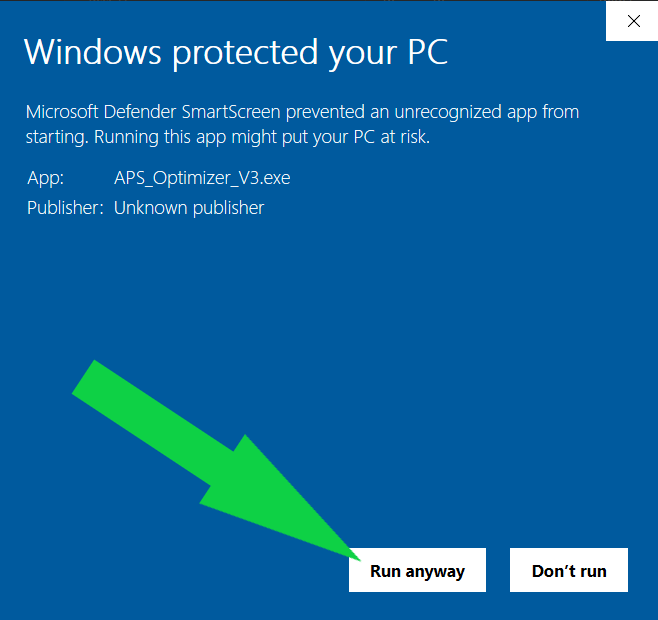 Windows protected your PC
Microsoft Defender SmartScreen prevented an unrecognized app from
starting. Running this app might put your PC at risk.
App: APS_Optimizer_V3.exe
Publisher: Unknown publisher
Run anyway Don’t run